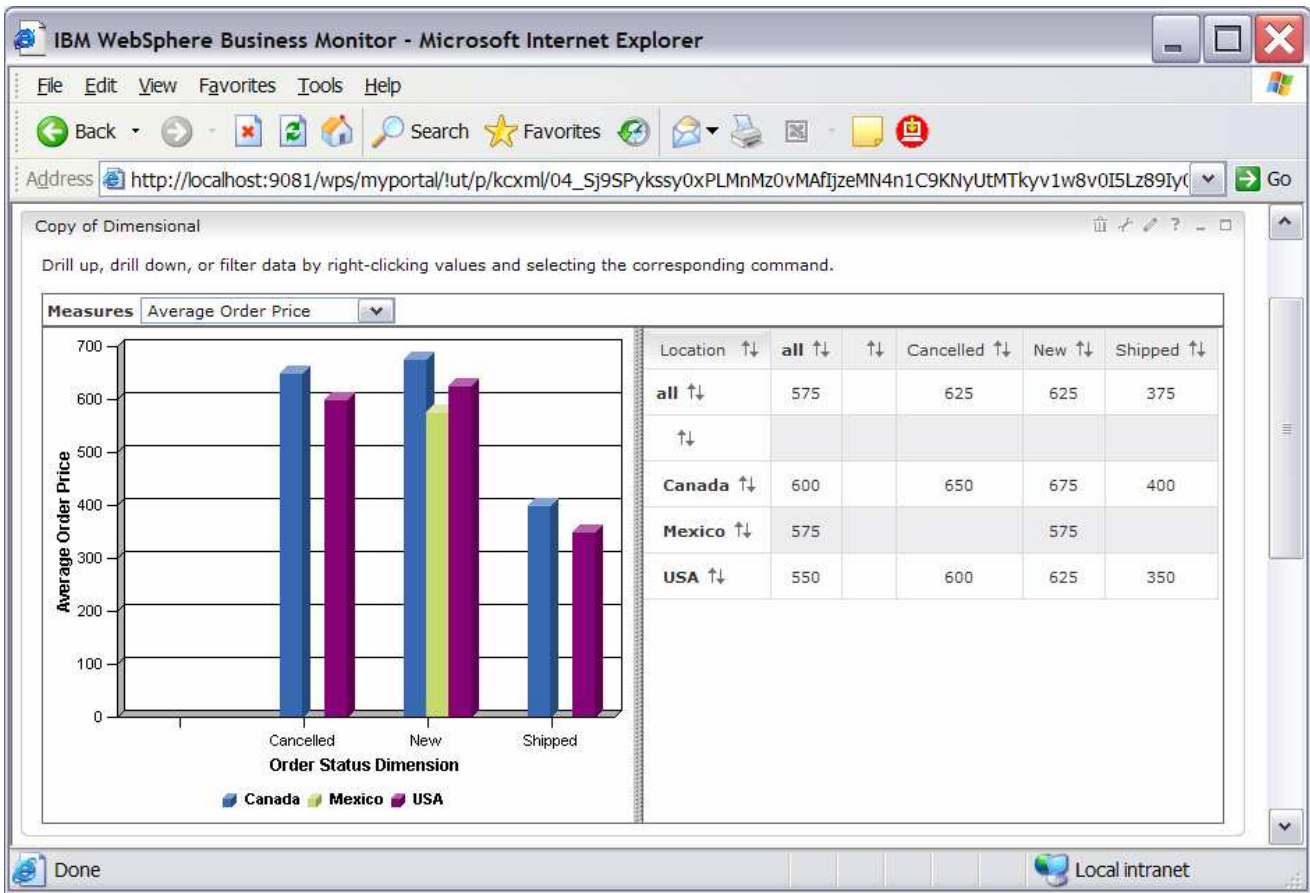 IBM WebSphere Business Monitor - Microsoft Internet Explorer
File Edit View Favorites Tools Help
Back Search Favorites
Address http://localhost:9081/wps/myportal/!ut/p/kcxml/04_Sj9SPykssy0xPLMnMz0vMAfIjzeMN4n1C9KNyUtMTkyv1w8v0I5Lz89Iy Go
Copy of Dimensional
Drill up, drill down, or filter data by right-clicking values and selecting the corresponding command.
Measures Average Order Price
Average Order Price
700
600
500
400
300
200
100
0
Cancelled New Shipped
Order Status Dimension
Canada Mexico USA
Location all Cancelled New Shipped
all 575 625 625 375
Canada 600 650 675 400
Mexico 575 575
USA 550 600 625 350
Done Local intranet